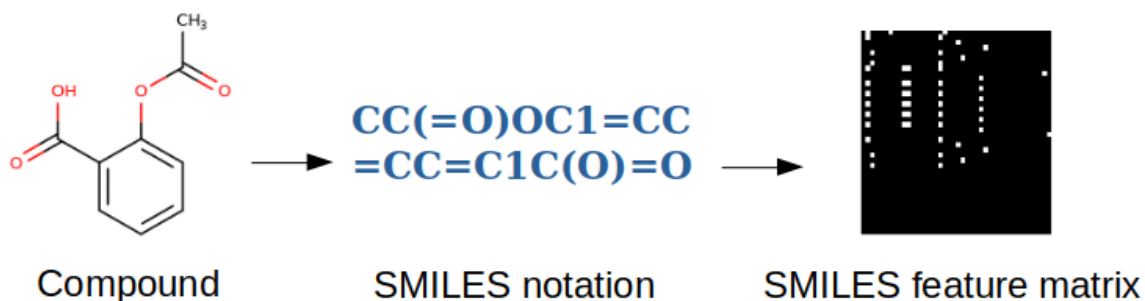 CH₃
OH
O
O
O
CC(=O)OC1=CC
=CC=C1C(O)=O
Compound
SMILES notation
SMILES feature matrix